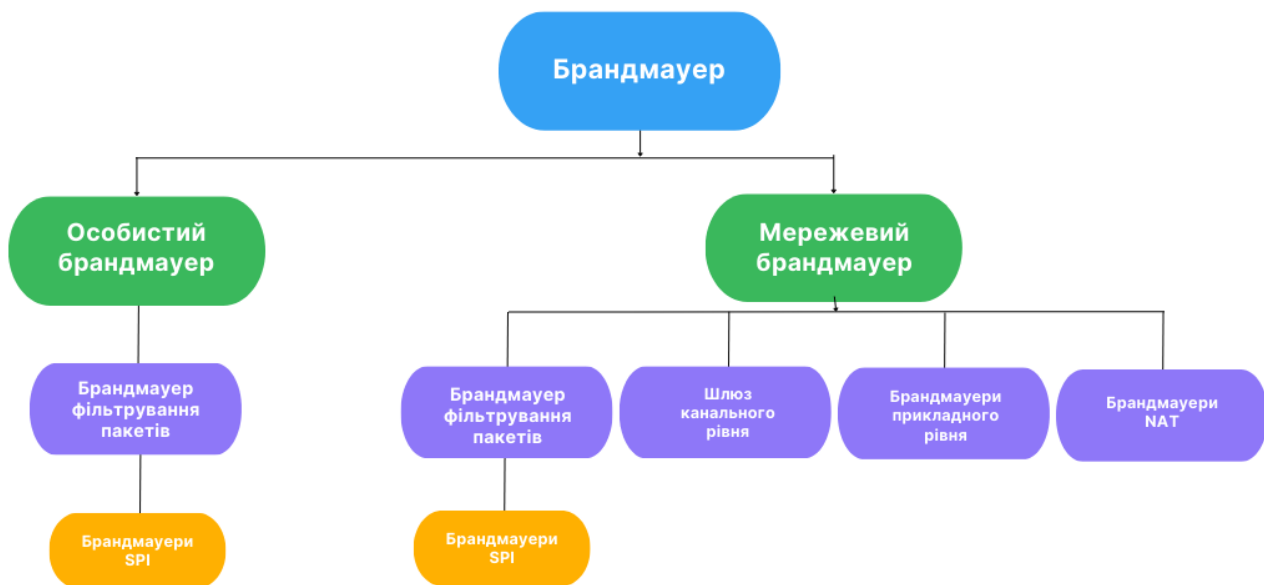 Брандмауер
Особистий
брандмауер
Мережевий
брандмауер
Брандмауер
фільтрування
пакетів
Брандмауер
фільтрування
пакетів
Шлюз
канального
рівня
Брандмауери
прикладного
рівня
Брандмауери
NAT
Брандмауери
SPI
Брандмауери
SPI